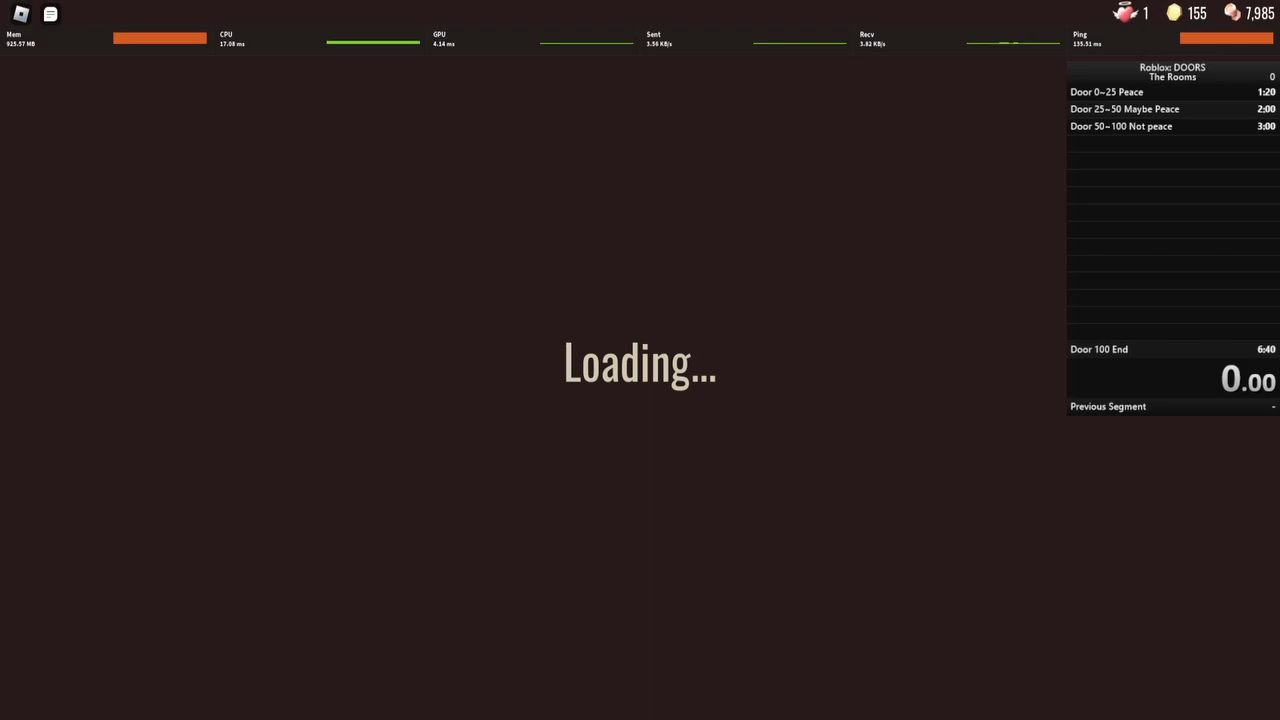 1 155 7,985
Mem
925.57 MB
CPU
17.08 ms
GPU
4.14 ms
Sent
3.56 KB/s
Recv
3.82 KB/s
Ping
135.51 ms
Roblox: DOORS
The Rooms 0
Door 0~25 Peace 1:20
Door 25~50 Maybe Peace 2:00
Door 50~100 Not peace 3:00
Loading...
Door 100 End 6:40
0.00
Previous Segment -